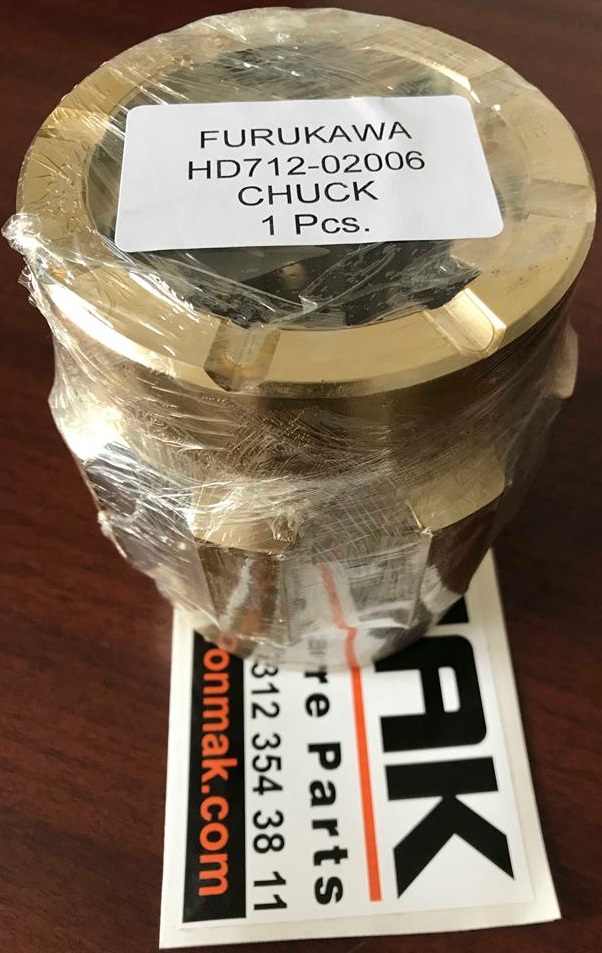 FURUKAWA
HD712-02006
CHUCK
1 Pcs.
AK
re Parts
312 354 38 11
onmak.com